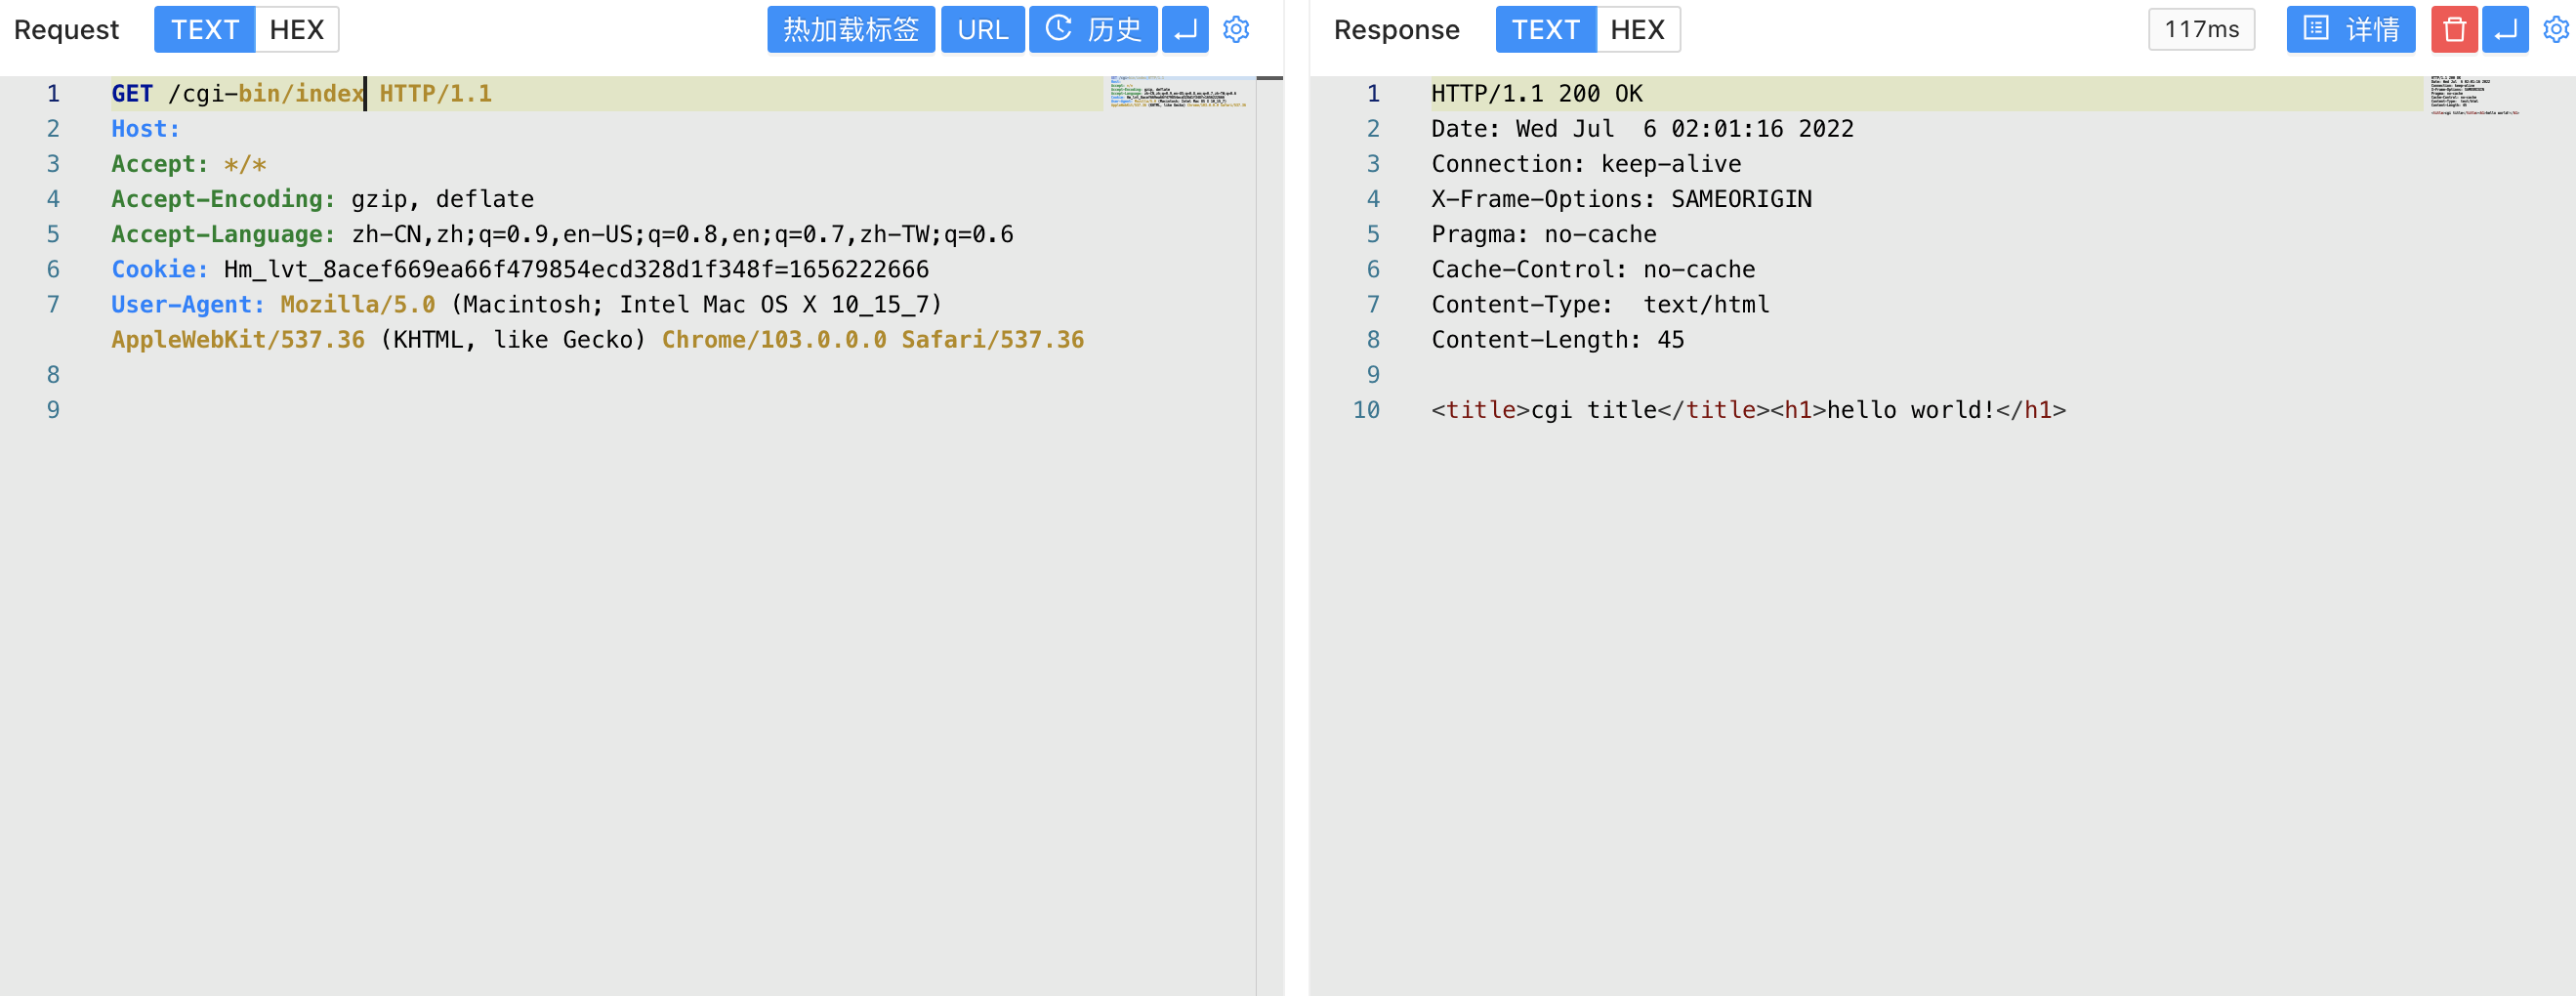 Request TEXT HEX 热加载标签 URL 历史
1 GET /cgi-bin/index HTTP/1.1
2 Host:
3 Accept: */*
4 Accept-Encoding: gzip, deflate
5 Accept-Language: zh-CN,zh;q=0.9,en-US;q=0.8,en;q=0.7,zh-TW;q=0.6
6 Cookie: Hm_lvt_8acef669ea66f479854ecd328d1f348f=1656222666
7 User-Agent: Mozilla/5.0 (Macintosh; Intel Mac OS X 10_15_7)
AppleWebKit/537.36 (KHTML, like Gecko) Chrome/103.0.0.0 Safari/537.36
8
9
Response TEXT HEX 117ms 详情
1 HTTP/1.1 200 OK
2 Date: Wed Jul  6 02:01:16 2022
3 Connection: keep-alive
4 X-Frame-Options: SAMEORIGIN
5 Pragma: no-cache
6 Cache-Control: no-cache
7 Content-Type:  text/html
8 Content-Length: 45
9
10 <title>cgi title</title><h1>hello world!</h1>